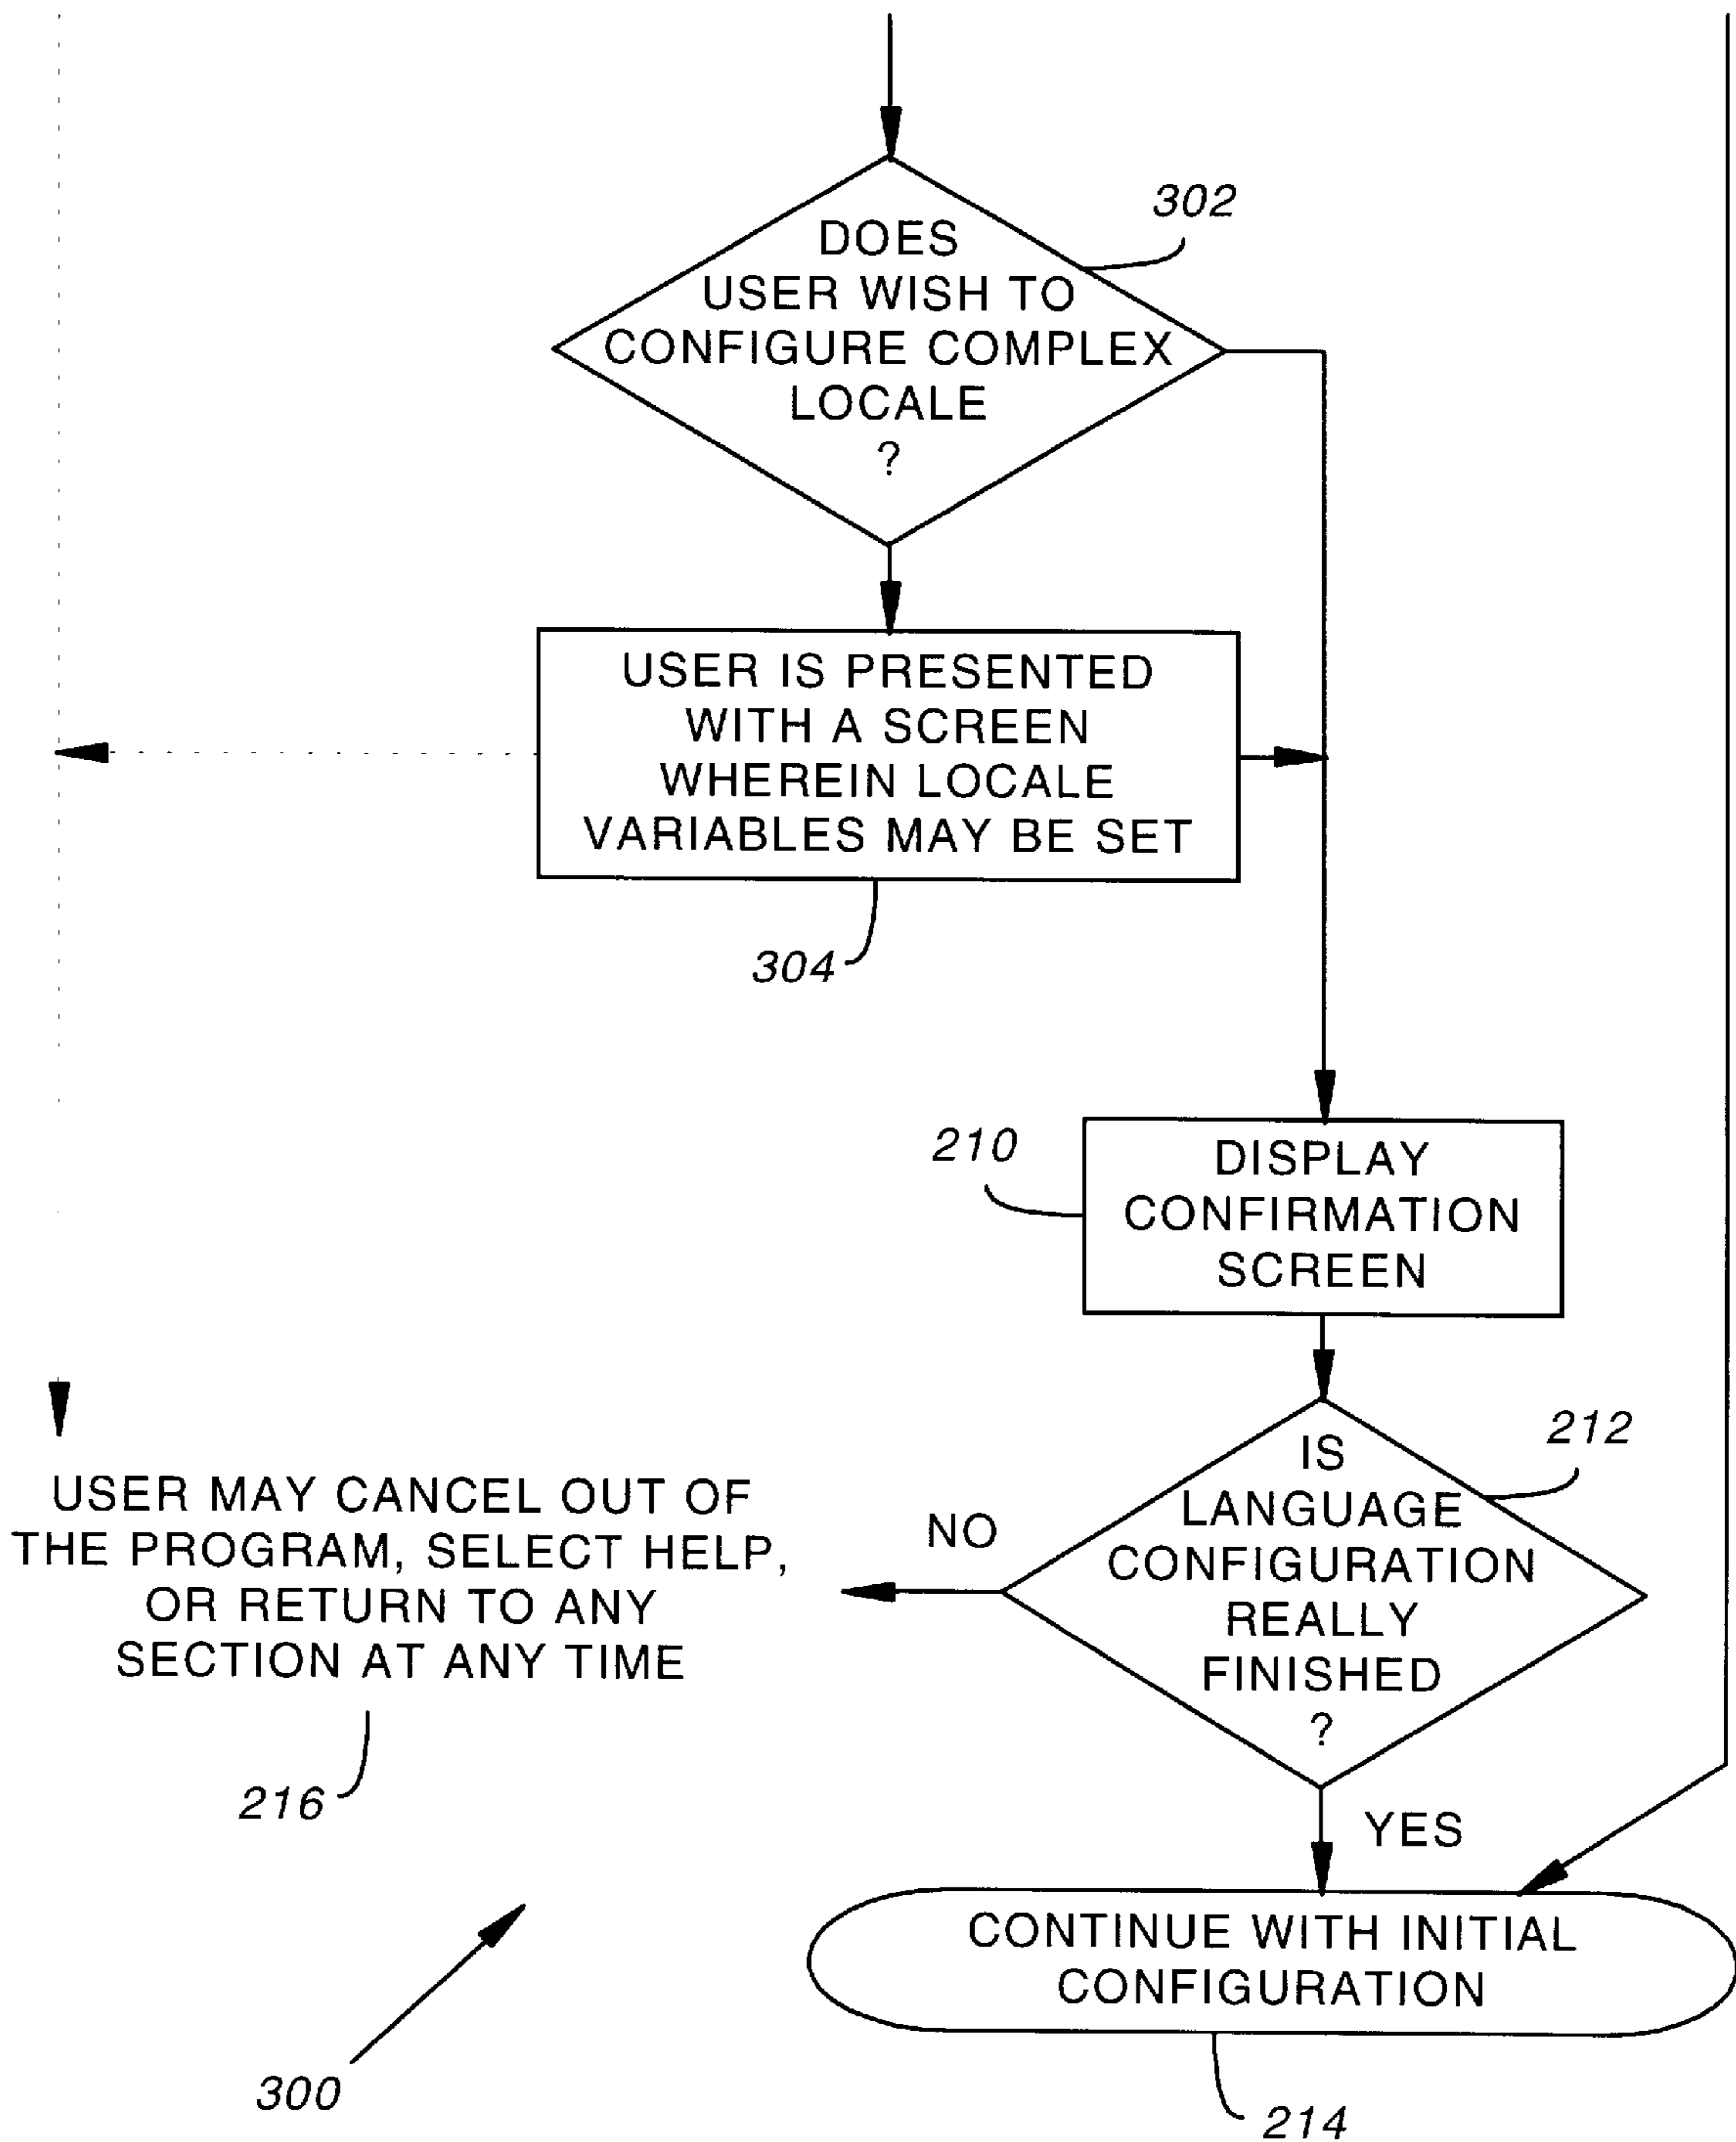 302
DOES
USER WISH TO
CONFIGURE COMPLEX
LOCALE
?
USER IS PRESENTED
WITH A SCREEN
WHEREIN LOCALE
VARIABLES MAY BE SET
304
210
DISPLAY
CONFIRMATION
SCREEN
212
IS
LANGUAGE
CONFIGURATION
REALLY
FINISHED
?
NO
USER MAY CANCEL OUT OF
THE PROGRAM, SELECT HELP,
OR RETURN TO ANY
SECTION AT ANY TIME
216
YES
CONTINUE WITH INITIAL
CONFIGURATION
300
214